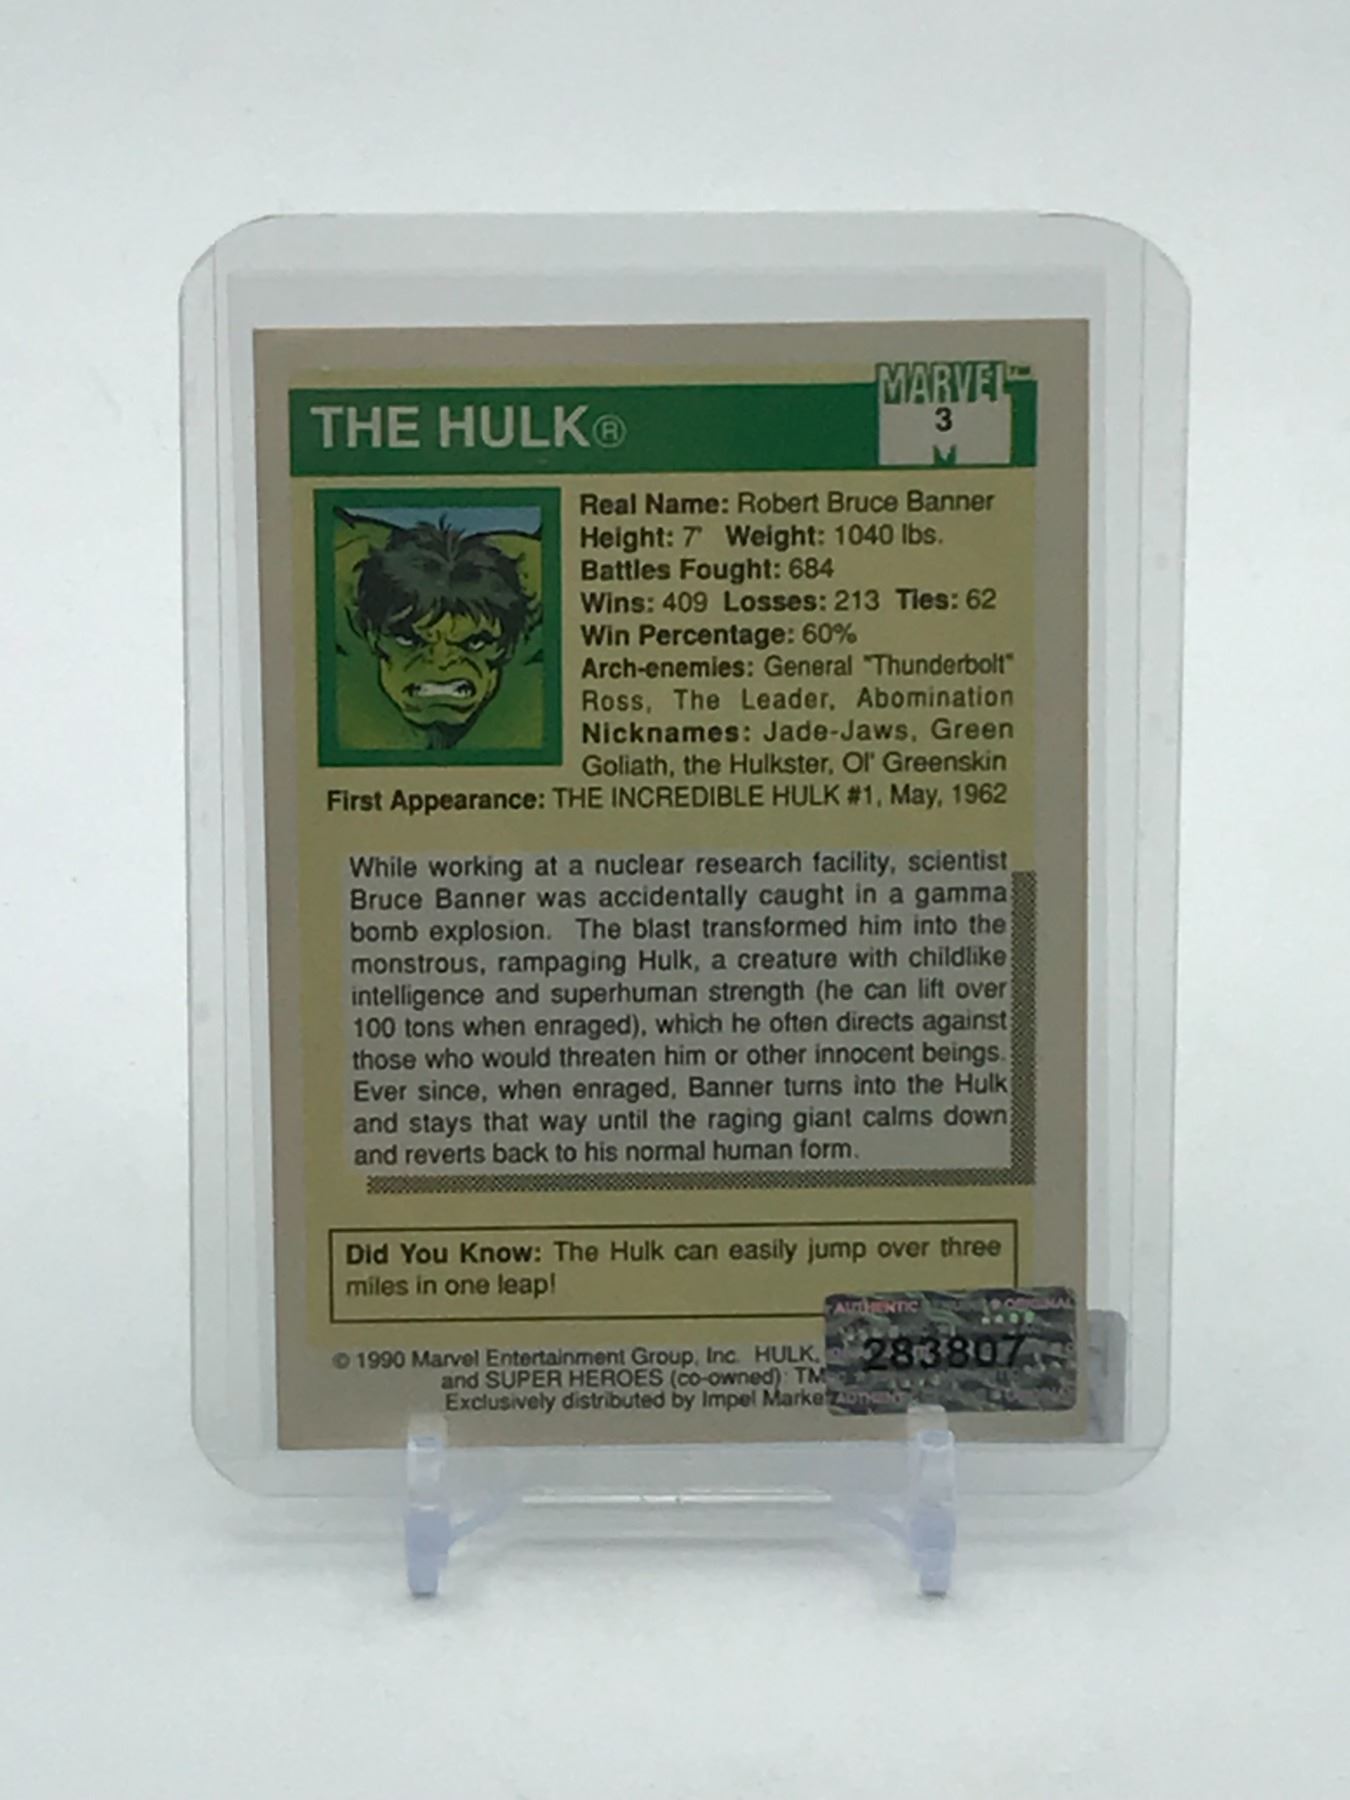 MARVEL™
THE HULK®
3
Real Name: Robert Bruce Banner
Height: 7' Weight: 1040 lbs.
Battles Fought: 684
Wins: 409 Losses: 213 Ties: 62
Win Percentage: 60%
Arch-enemies: General "Thunderbolt"
Ross, The Leader, Abomination
Nicknames: Jade-Jaws, Green
Goliath, the Hulkster, Ol' Greenskin
First Appearance: THE INCREDIBLE HULK #1, May, 1962
While working at a nuclear research facility, scientist
Bruce Banner was accidentally caught in a gamma
bomb explosion. The blast transformed him into the
monstrous, rampaging Hulk, a creature with childlike
intelligence and superhuman strength (he can lift over
100 tons when enraged), which he often directs against
those who would threaten him or other innocent beings.
Ever since, when enraged, Banner turns into the Hulk
and stays that way until the raging giant calms down
and reverts back to his normal human form.
Did You Know: The Hulk can easily jump over three
miles in one leap!
© 1990 Marvel Entertainment Group, Inc. HULK,
and SUPER HEROES (co-owned) TM
Exclusively distributed by Impel Marke
AUTHENTIC ORIGINAL
283807